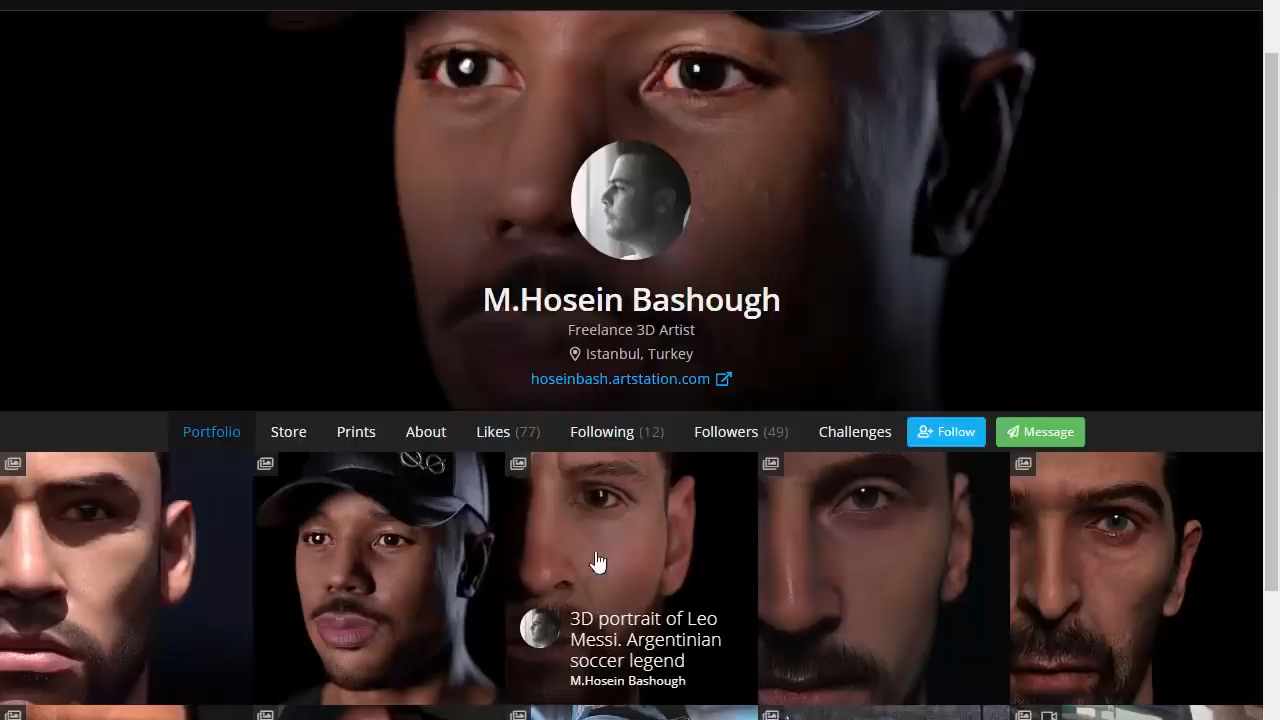 M.Hosein Bashough
Freelance 3D Artist
Istanbul, Turkey
hoseinbash.artstation.com
Portfolio Store Prints About Likes (77) Following (12) Followers (49) Challenges Follow Message
3D portrait of Leo
Messi. Argentinian
soccer legend
M.Hosein Bashough